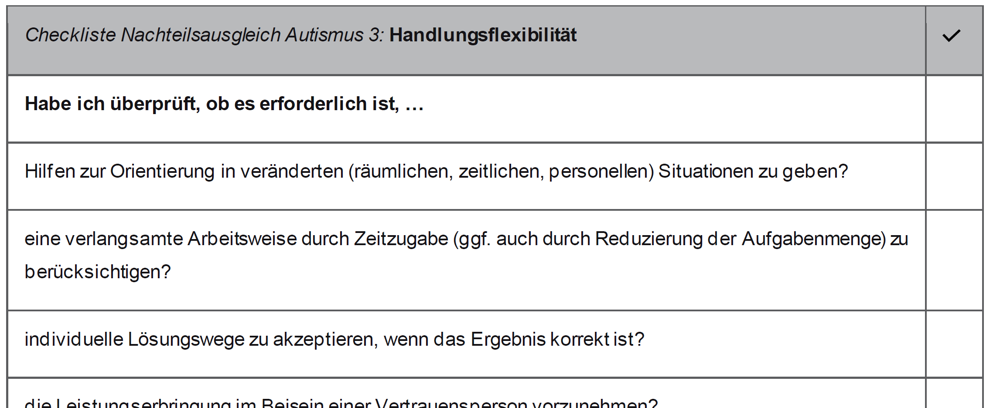 Checkliste Nachteilsausgleich Autismus 3: Handlungsflexibilität ✓
Habe ich überprüft, ob es erforderlich ist, …
Hilfen zur Orientierung in veränderten (räumlichen, zeitlichen, personellen) Situationen zu geben?
eine verlangsamte Arbeitsweise durch Zeitzugabe (ggf. auch durch Reduzierung der Aufgabenmenge) zu
berücksichtigen?
individuelle Lösungswege zu akzeptieren, wenn das Ergebnis korrekt ist?
die Leistungserbringung im Beisein einer Vertrauensperson vorzunehmen?